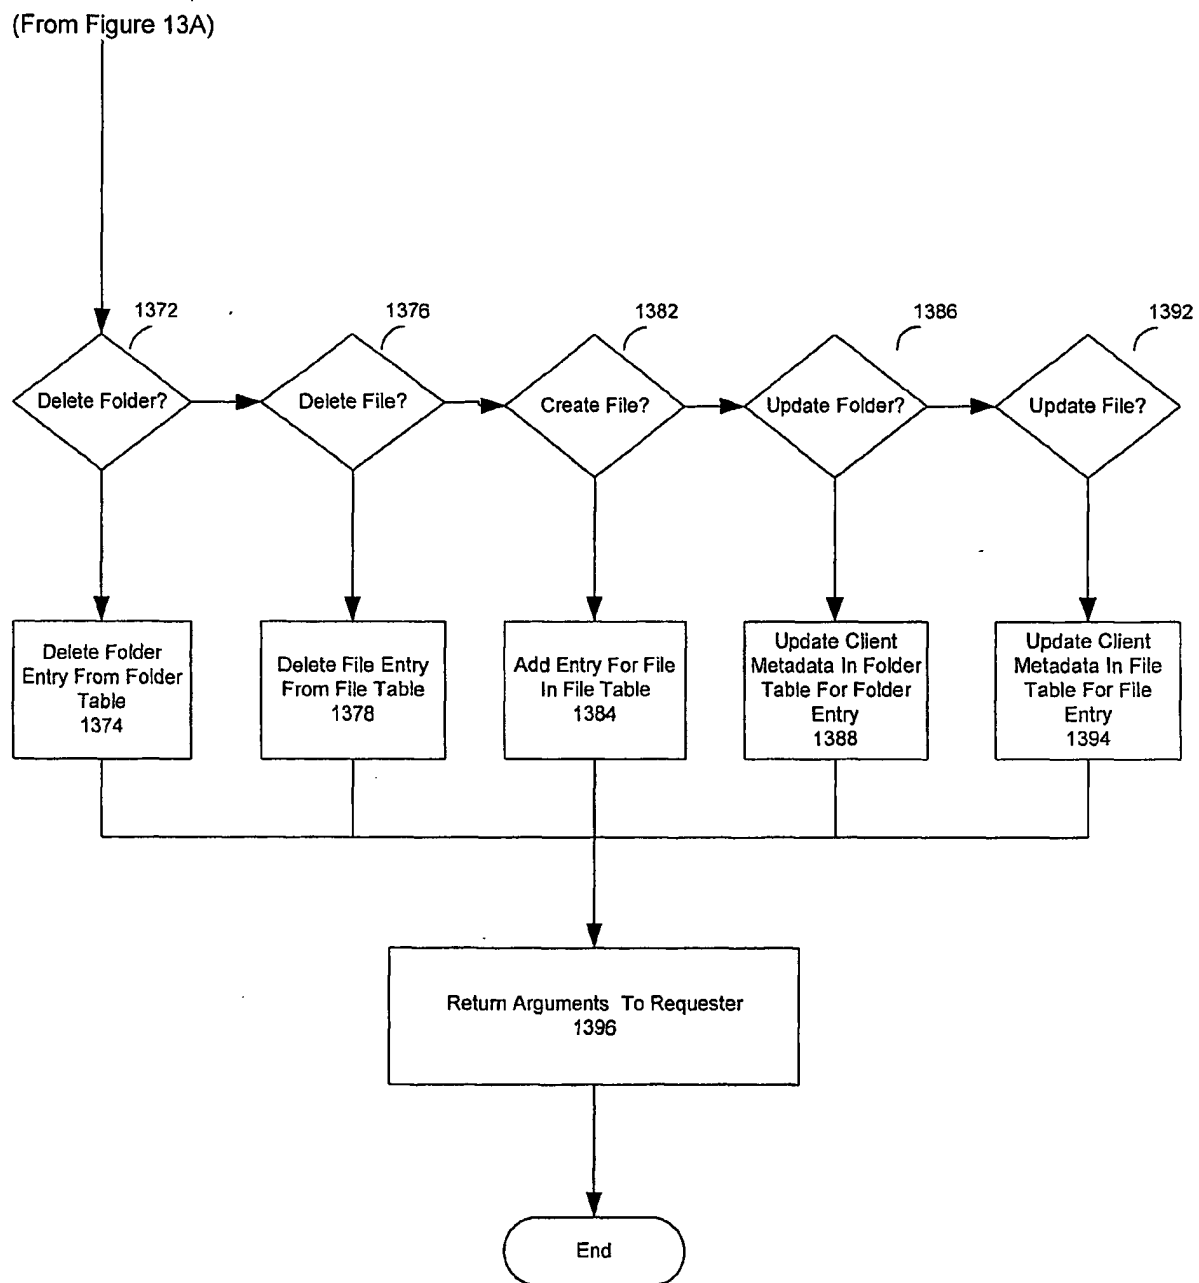 (From Figure 13A)
1372
1376
1382
1386
1392
Delete Folder?
Delete File?
Create File?
Update Folder?
Update File?
Delete Folder
Entry From Folder
Table
1374
Delete File Entry
From File Table
1378
Add Entry For File
In File Table
1384
Update Client
Metadata In Folder
Table For Folder
Entry
1388
Update Client
Metadata In File
Table For File
Entry
1394
Return Arguments To Requester
1396
End